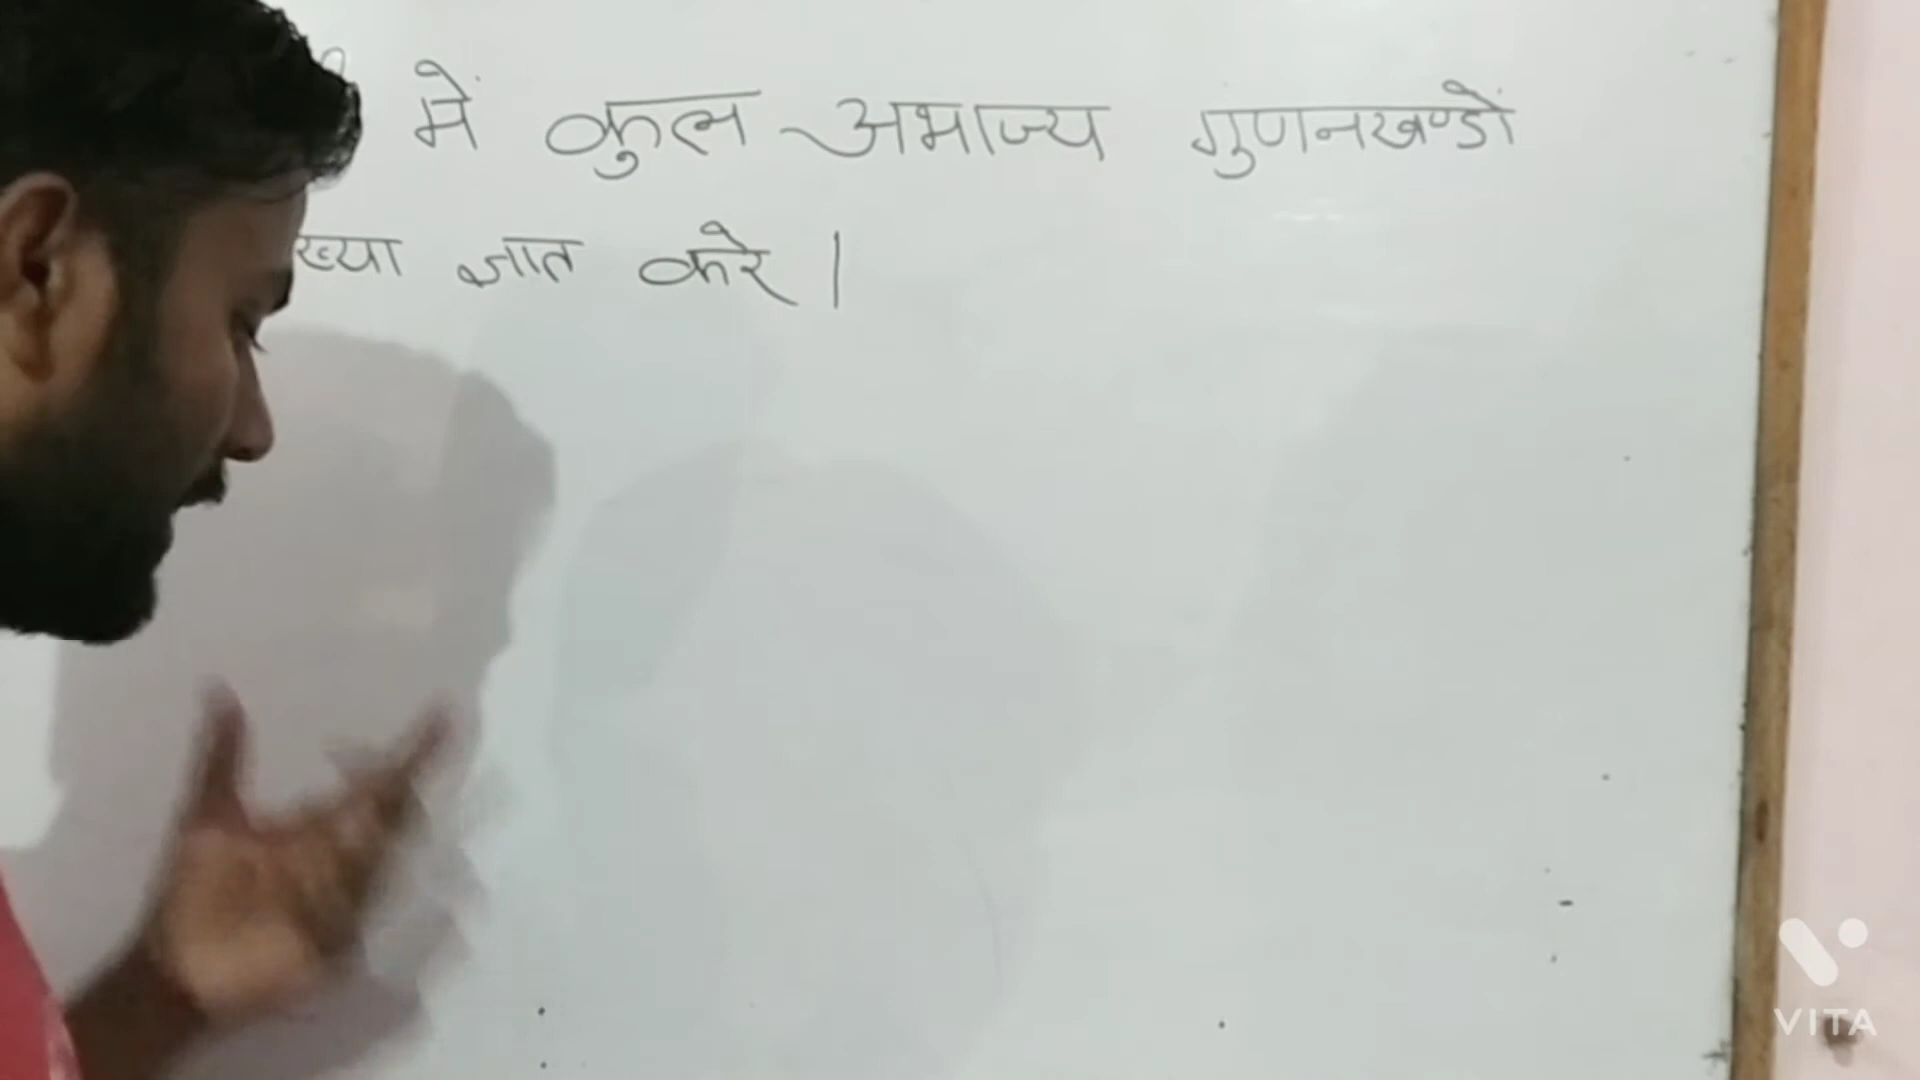 में कुल अभाज्य गुणनखण्डों
ख्या ज्ञात करे |
VITA